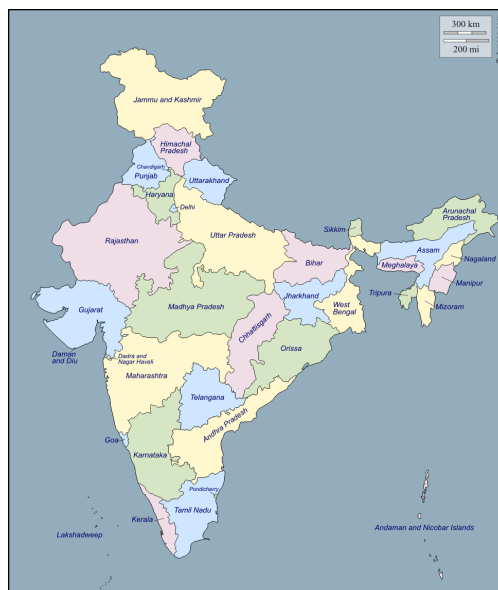 300 km
200 mi
Jammu and Kashmir
Himachal
Pradesh
Chandigarh
Punjab
Uttarakhand
Haryana
Delhi
Arunachal
Pradesh
Sikkim
Rajasthan
Uttar Pradesh
Assam
Nagaland
Bihar
Meghalaya
Manipur
Jharkhand
Tripura
Mizoram
Gujarat
Madhya Pradesh
West
Bengal
Chhattisgarh
Daman
and Diu
Dadra and
Nagar Haveli
Orissa
Maharashtra
Telangana
Andhra Pradesh
Goa
Karnataka
Pondicherry
Tamil Nadu
Kerala
Lakshadweep
Andaman and Nicobar Islands